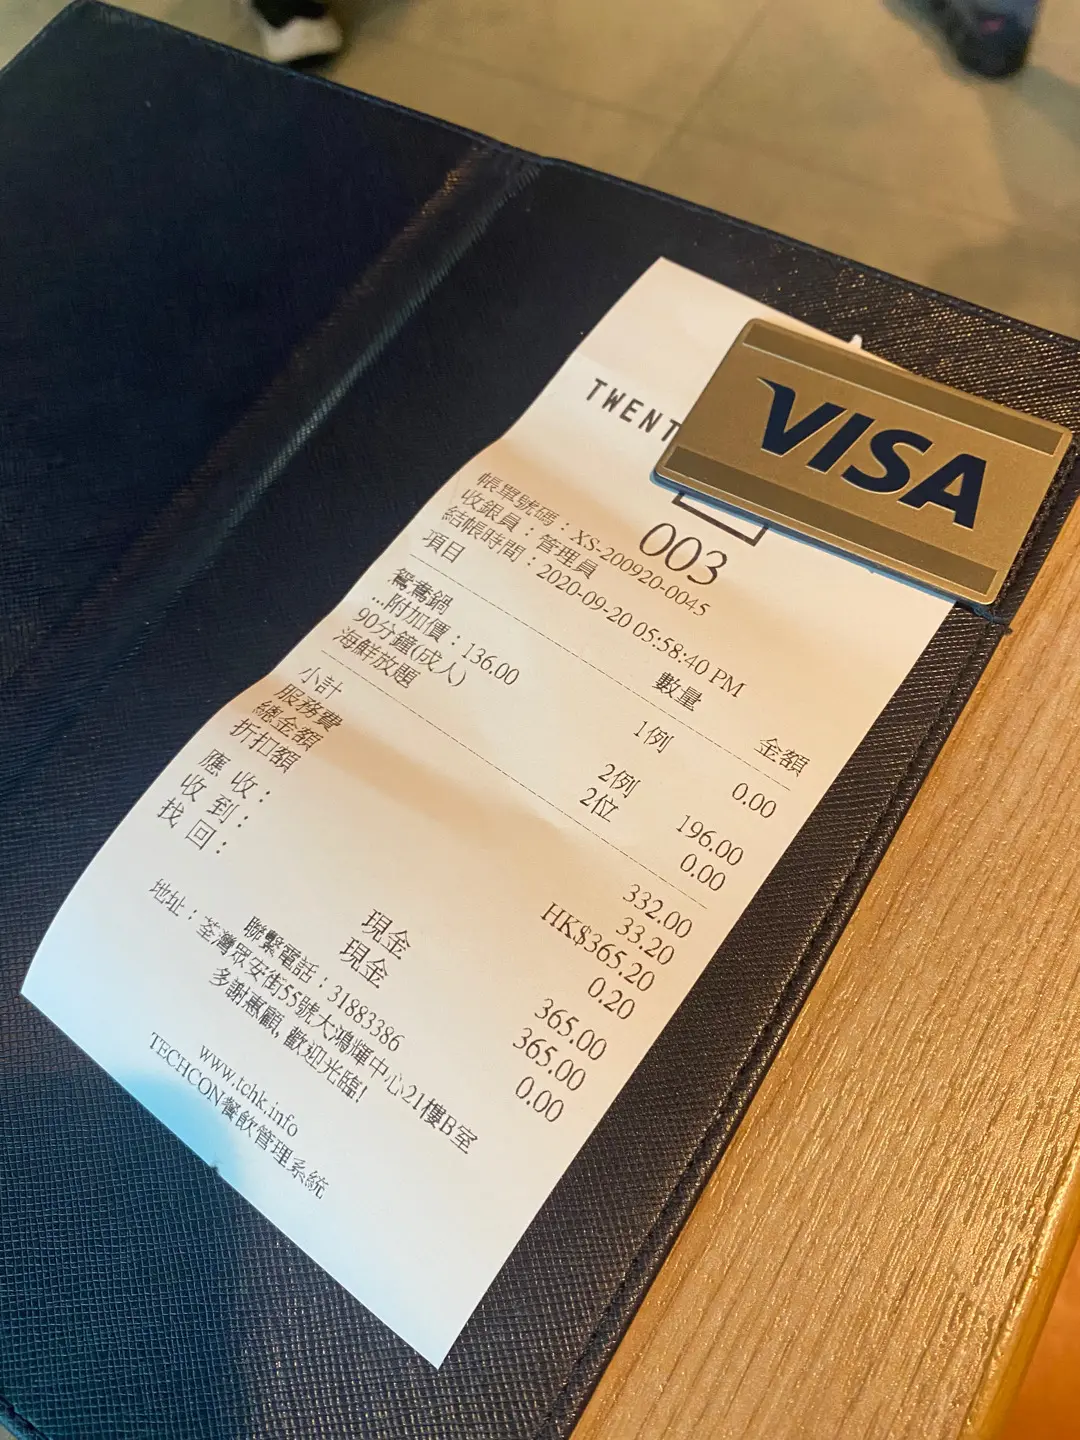 VISA
TWENT
003
帳單號碼：XS-200920-0045
收銀員：管理員
結帳時間：2020-09-20 05:58:40 PM
項目 數量 金額
鴛鴦鍋 1例 0.00
...附加價：136.00
90分鐘(成人) 2例 196.00
海鮮放題 2位 0.00
小計 332.00
服務費 33.20
總金額 HK$365.20
折扣額 0.20
應 收： 365.00
收 到： 現金 365.00
找 回： 現金 0.00
聯繫電話：31883386
地址：荃灣眾安街55號大鴻輝中心21樓B室
多謝惠顧,歡迎光臨!
www.tchk.info
TECHCON餐飲管理系統